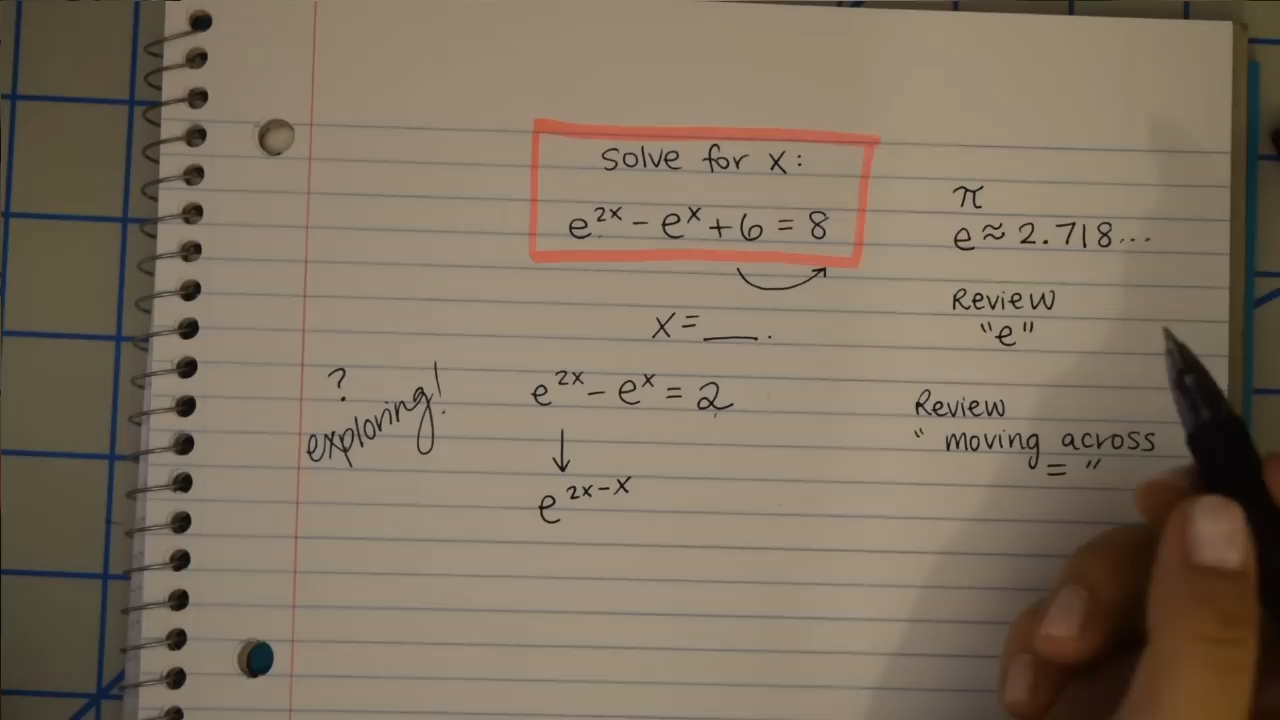 solve for x:
e^{2x} - e^x + 6 = 8
x = ___.
π
e ≈ 2.718...
Review
"e"
? exploring!
e^{2x} - e^x = 2
↓
e^{2x-x}
Review
" moving across
= "